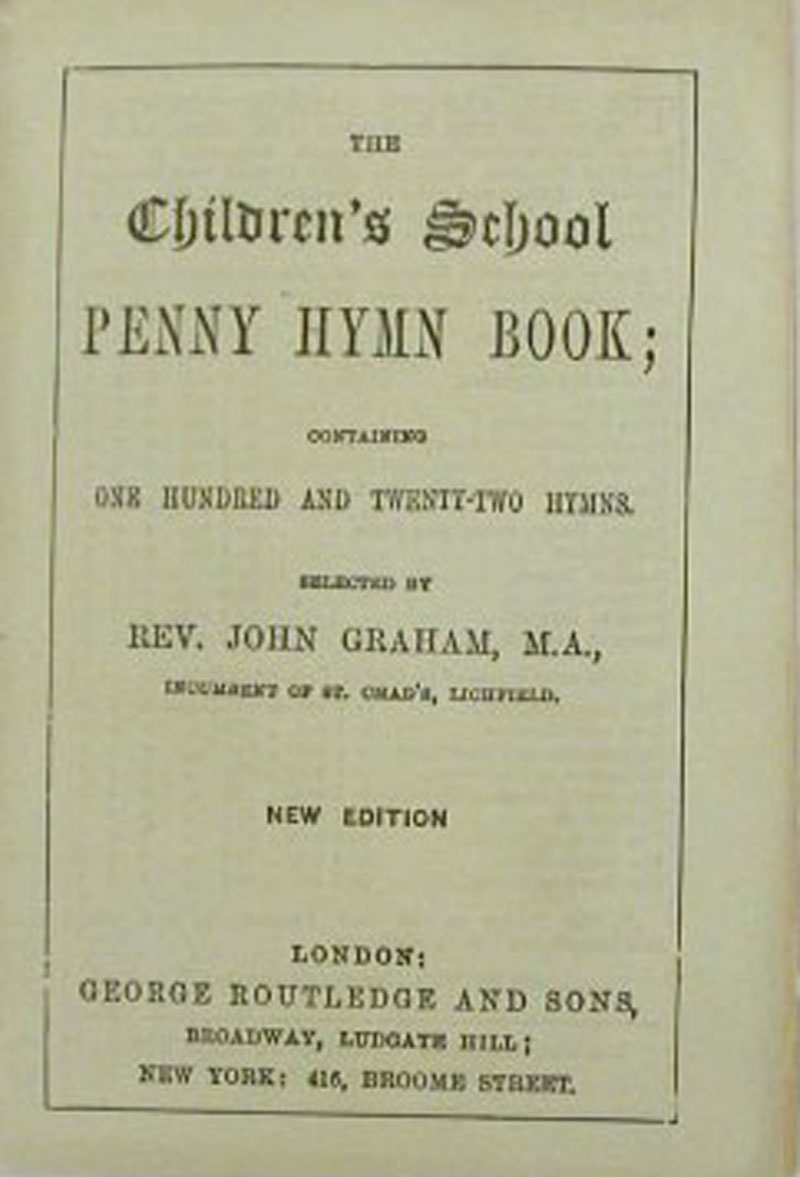 THE
Children's School
PENNY HYMN BOOK;
CONTAINING
ONE HUNDRED AND TWENTY-TWO HYMNS.
SELECTED BY
REV. JOHN GRAHAM, M.A.,
INCUMBENT OF ST. CHAD'S, LICHFIELD.
NEW EDITION
LONDON:
GEORGE ROUTLEDGE AND SONS,
BROADWAY, LUDGATE HILL;
NEW YORK: 416, BROOME STREET.